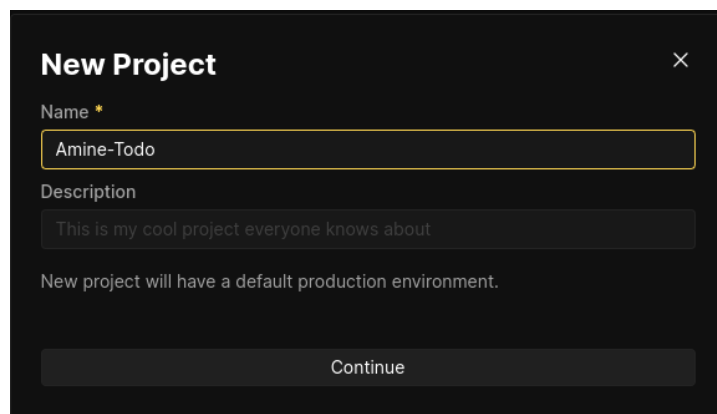 New Project
Name *
Amine-Todo
Description
This is my cool project everyone knows about
New project will have a default production environment.
Continue